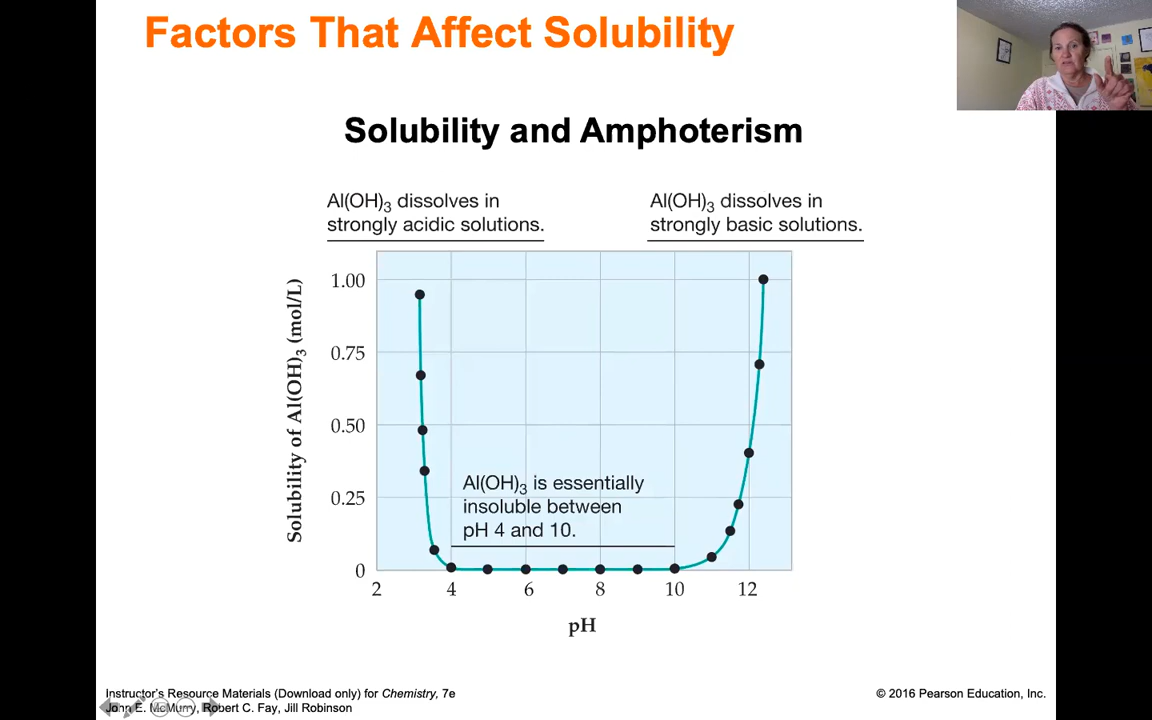 Factors That Affect Solubility
Solubility and Amphoterism
Al(OH)₃ dissolves in
strongly acidic solutions.
Al(OH)₃ dissolves in
strongly basic solutions.
Solubility of Al(OH)₃ (mol/L)
1.00
0.75
0.50
0.25
0
Al(OH)₃ is essentially
insoluble between
pH 4 and 10.
2 4 6 8 10 12
pH
Instructor's Resource Materials (Download only) for Chemistry, 7e
John E. McMurry, Robert C. Fay, Jill Robinson
© 2016 Pearson Education, Inc.